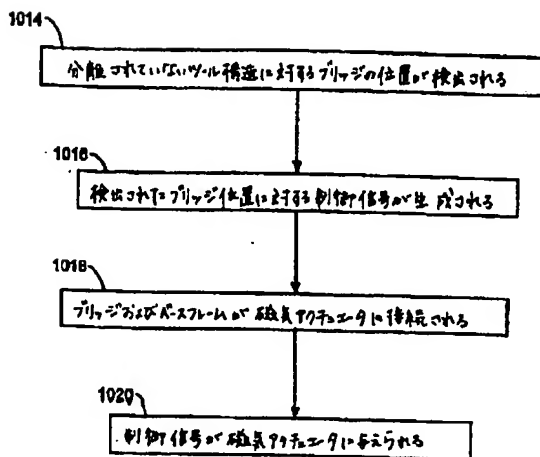 1014
分離されていないツール構造に対するブリッジの位置が検出される
1016
検出されたブリッジ位置に対する制御信号が生成される
1018
ブリッジおよびベースフレームが磁気アクチュエータに接続される
1020
制御信号が磁気アクチュエータに与えられる